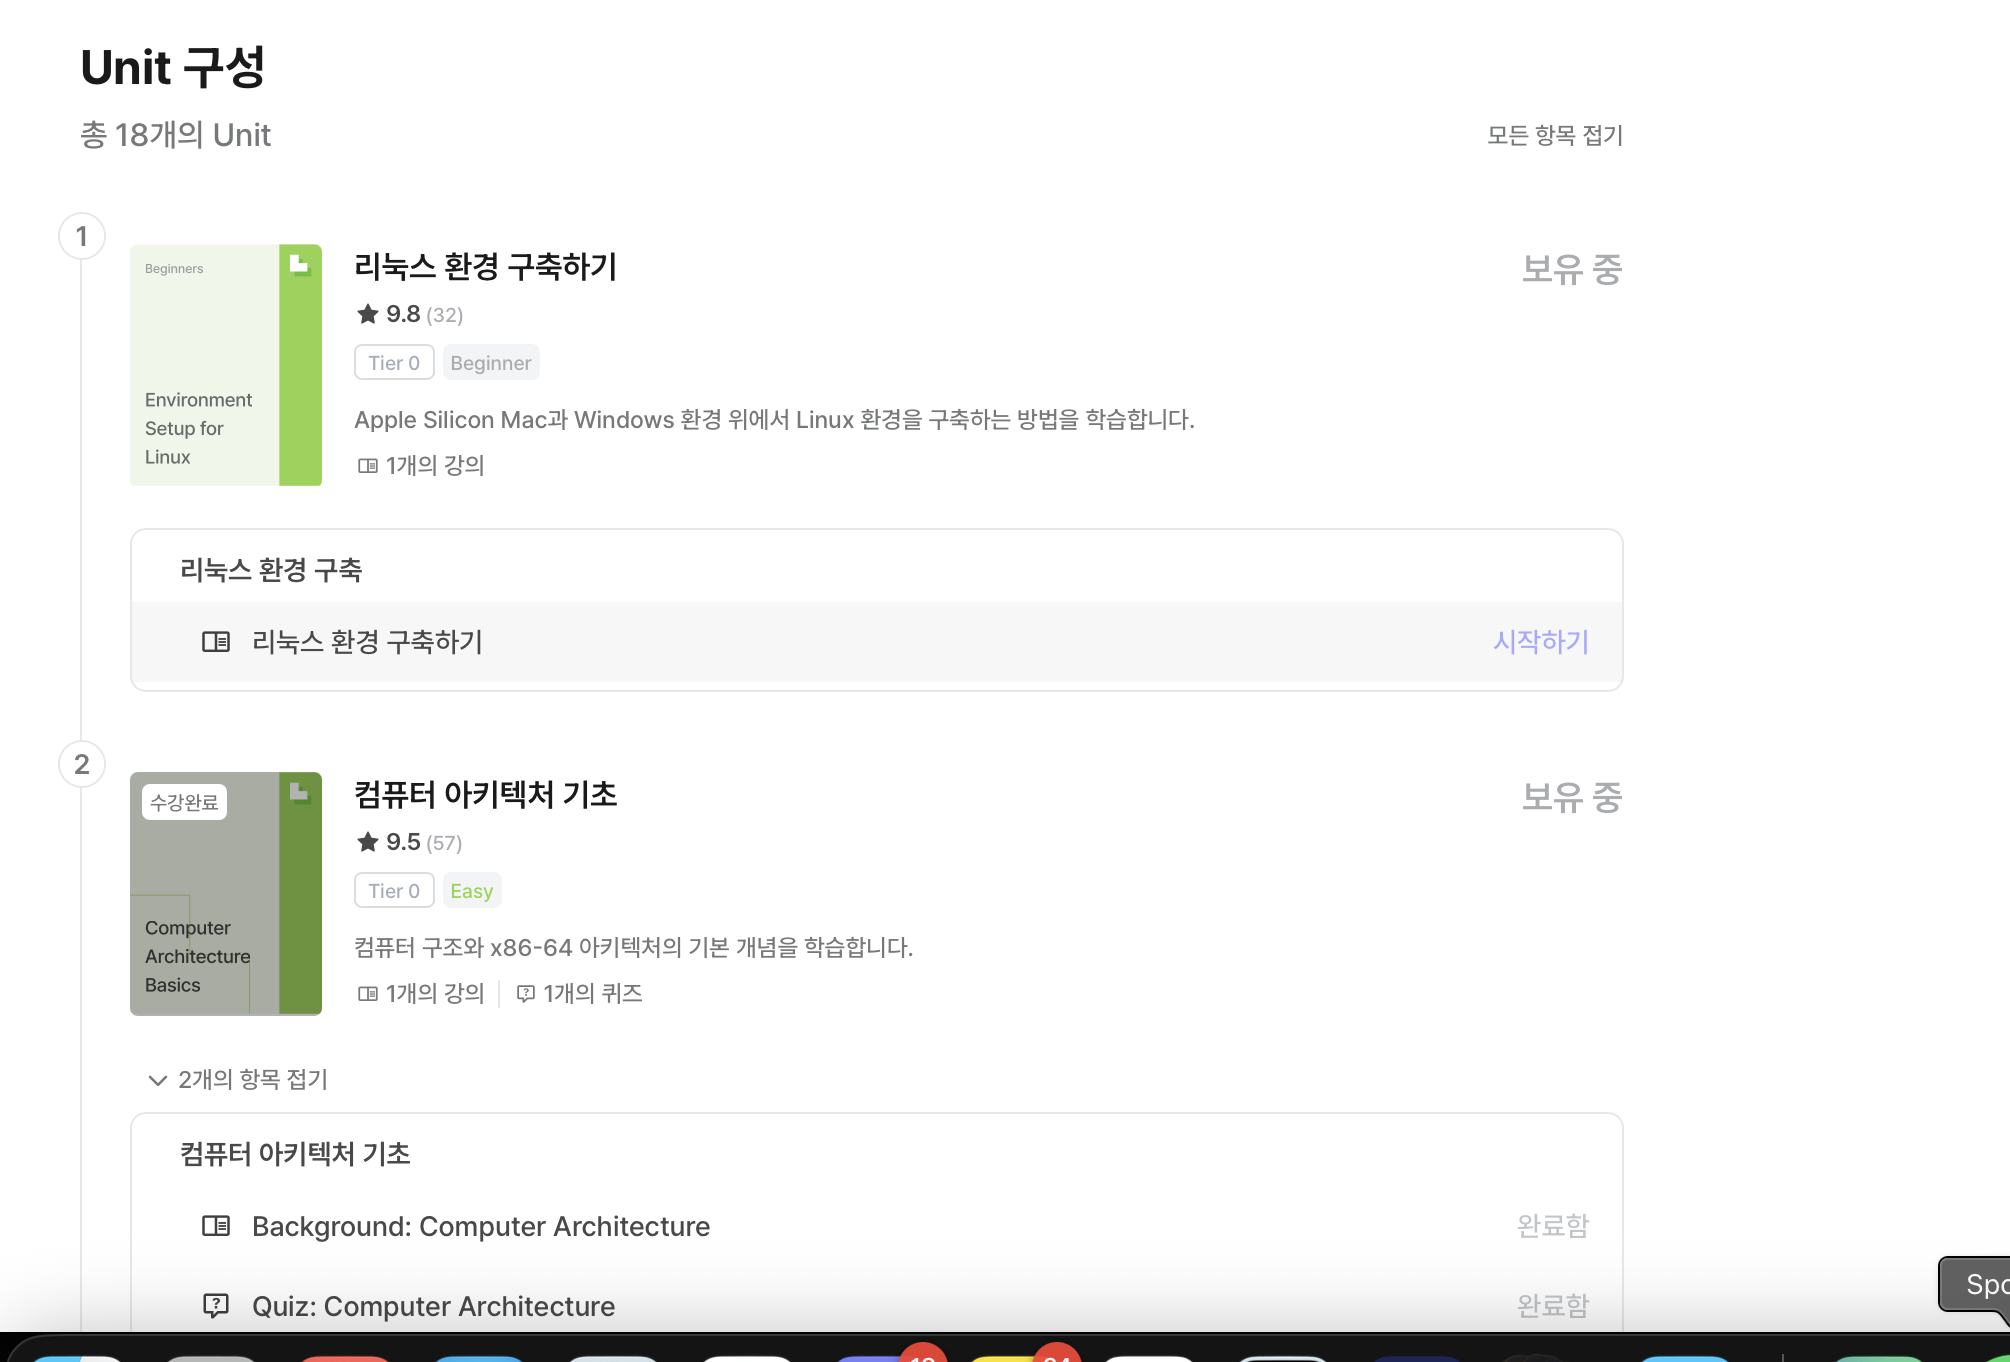 Unit 구성
총 18개의 Unit
모든 항목 접기
1
Beginners
Environment
Setup for
Linux
리눅스 환경 구축하기
보유 중
9.8 (32)
Tier 0
Beginner
Apple Silicon Mac과 Windows 환경 위에서 Linux 환경을 구축하는 방법을 학습합니다.
1개의 강의
리눅스 환경 구축
리눅스 환경 구축하기
시작하기
2
수강완료
Computer
Architecture
Basics
컴퓨터 아키텍처 기초
보유 중
9.5 (57)
Tier 0
Easy
컴퓨터 구조와 x86-64 아키텍처의 기본 개념을 학습합니다.
1개의 강의
1개의 퀴즈
2개의 항목 접기
컴퓨터 아키텍처 기초
Background: Computer Architecture
완료함
Quiz: Computer Architecture
완료함